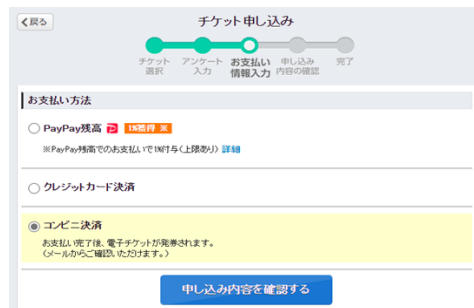 戻る
チケット申し込み
チケット選択
アンケート入力
お支払い情報入力
申し込み内容の確認
完了
お支払い方法
PayPay残高 1%獲得 ※
※PayPay残高でのお支払いで1%付与(上限あり) 詳細
クレジットカード決済
コンビニ決済
お支払い完了後、電子チケットが発券されます。
(メールからご確認いただけます。)
申し込み内容を確認する